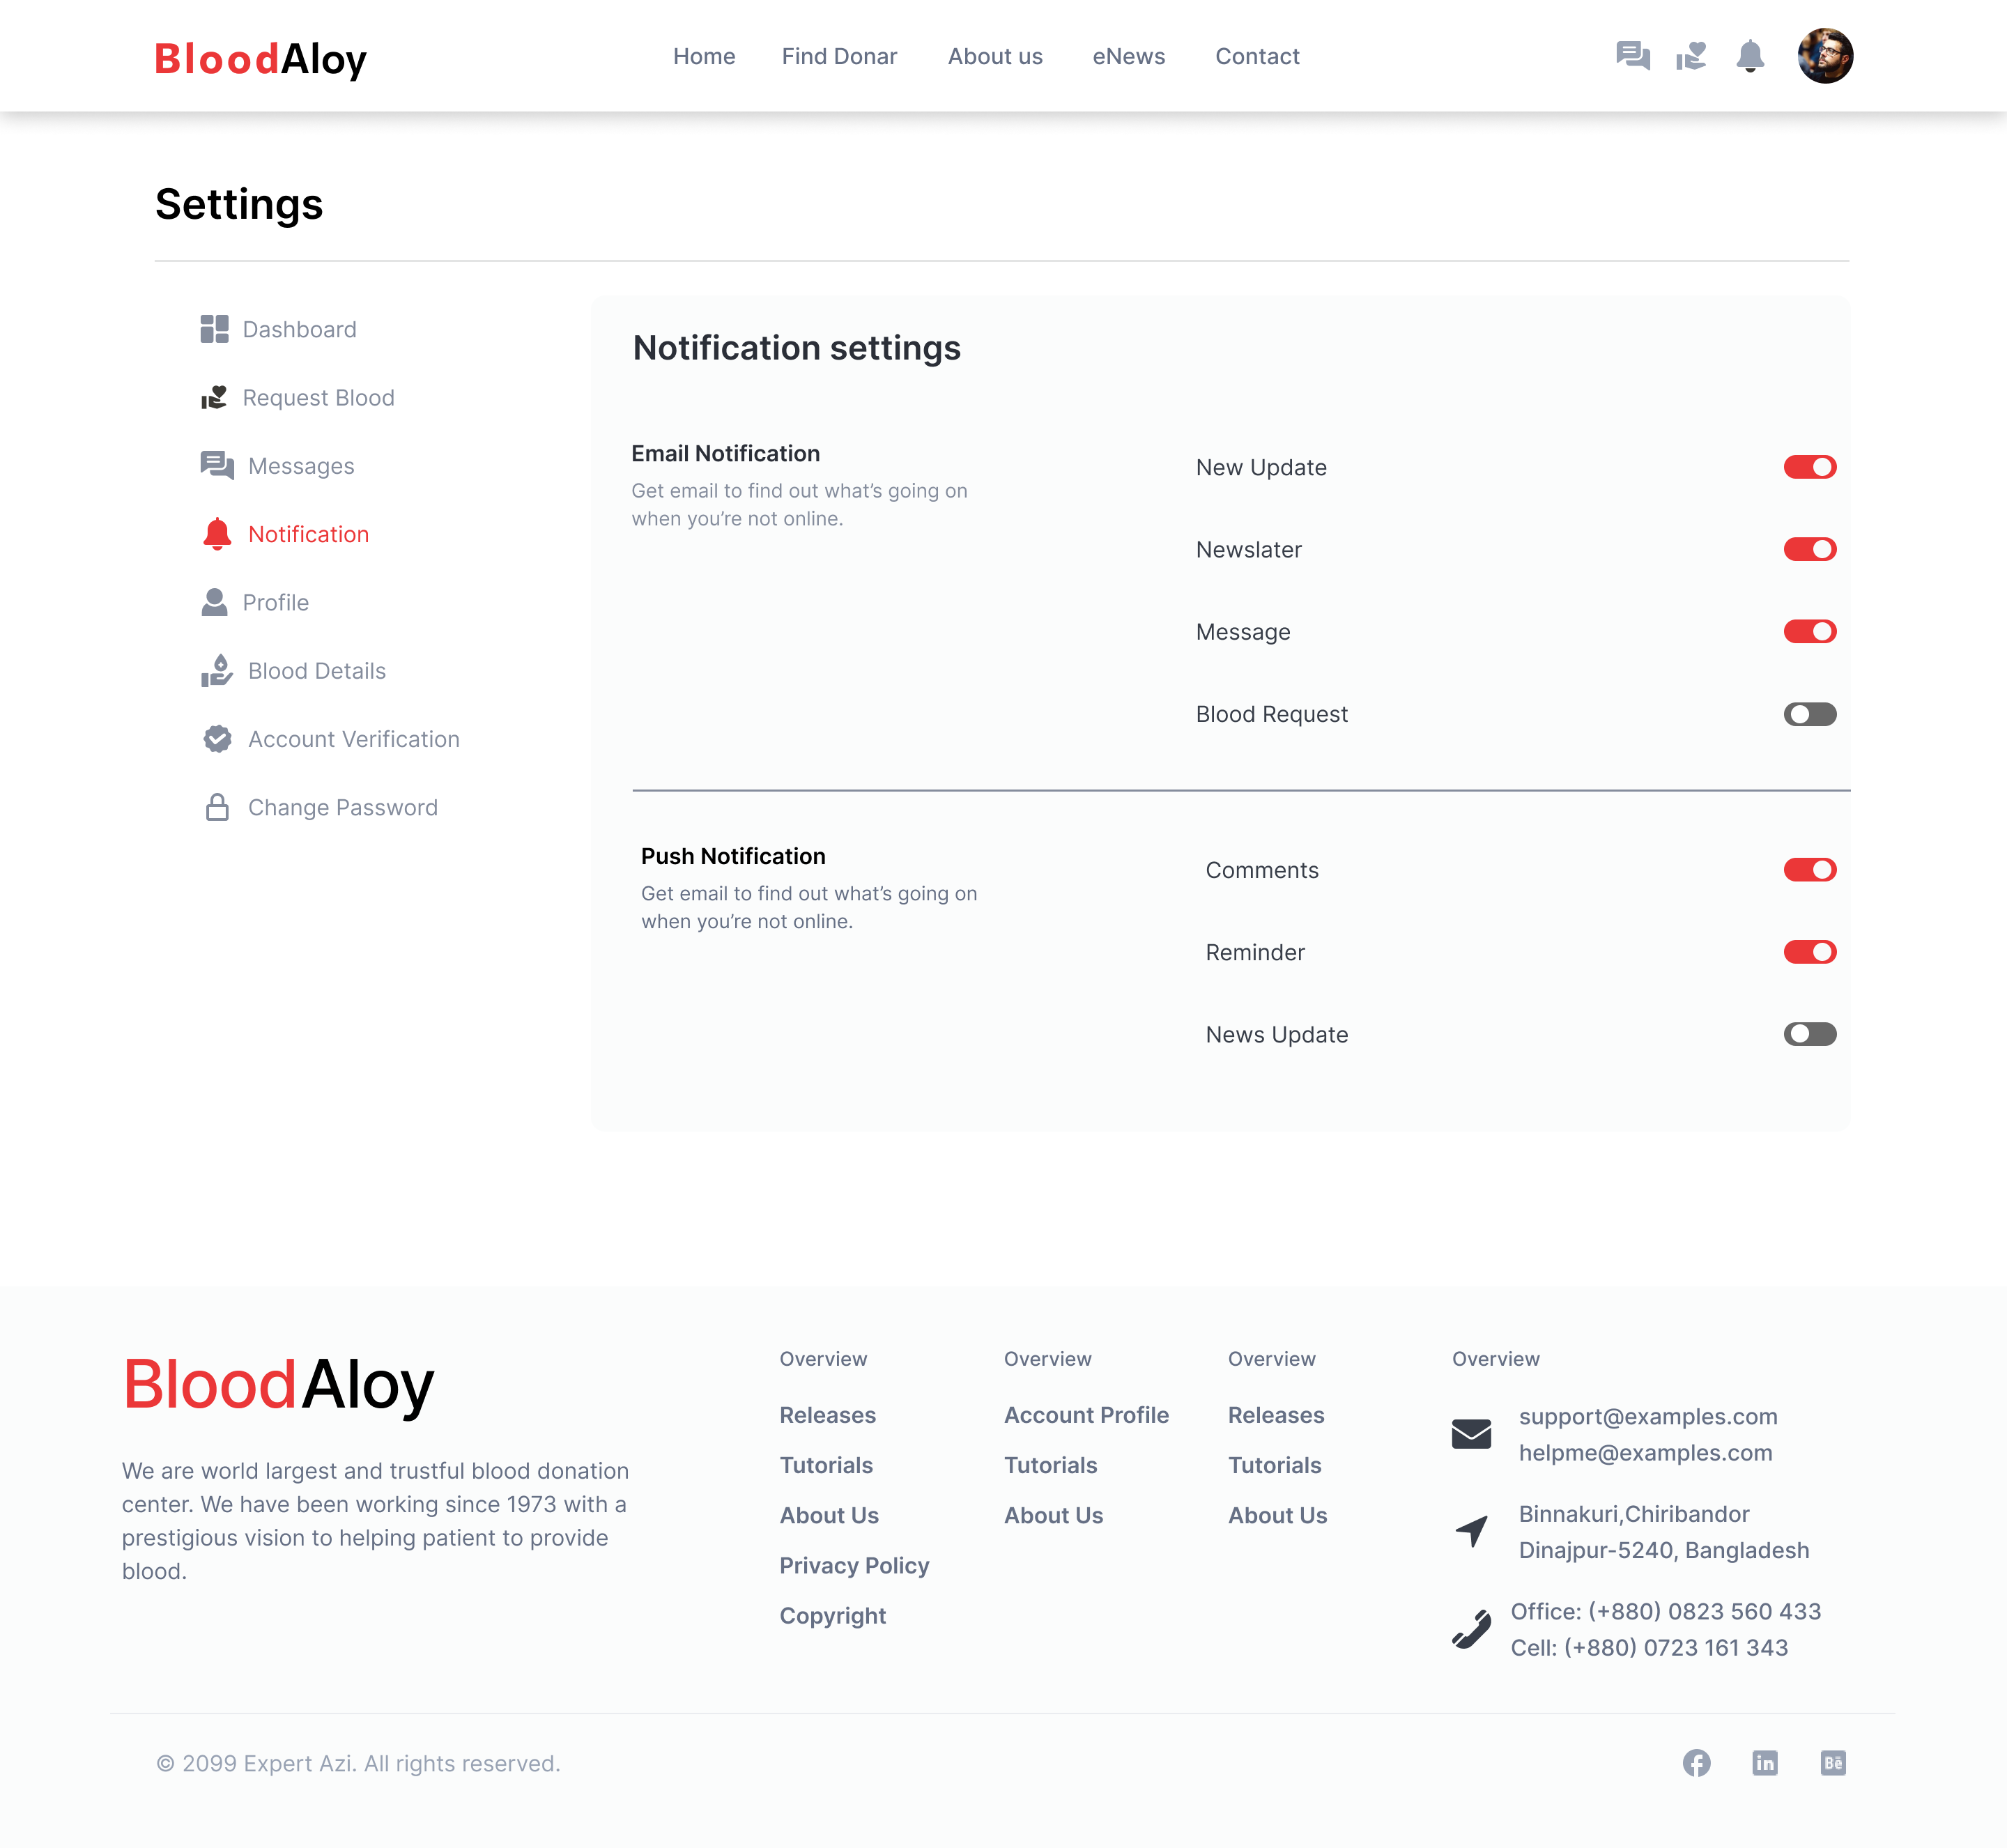 BloodAloy
Home Find Donar About us eNews Contact
Settings
Dashboard
Request Blood
Messages
Notification
Profile
Blood Details
Account Verification
Change Password
Notification settings
Email Notification
Get email to find out what’s going on
when you’re not online.
New Update
Newslater
Message
Blood Request
Push Notification
Get email to find out what’s going on
when you’re not online.
Comments
Reminder
News Update
BloodAloy
We are world largest and trustful blood donation
center. We have been working since 1973 with a
prestigious vision to helping patient to provide
blood.
Overview
Releases
Tutorials
About Us
Privacy Policy
Copyright
Overview
Account Profile
Tutorials
About Us
Overview
Releases
Tutorials
About Us
Overview
support@examples.com
helpme@examples.com
Binnakuri,Chiribandor
Dinajpur-5240, Bangladesh
Office: (+880) 0823 560 433
Cell: (+880) 0723 161 343
© 2099 Expert Azi. All rights reserved.
in
Bē